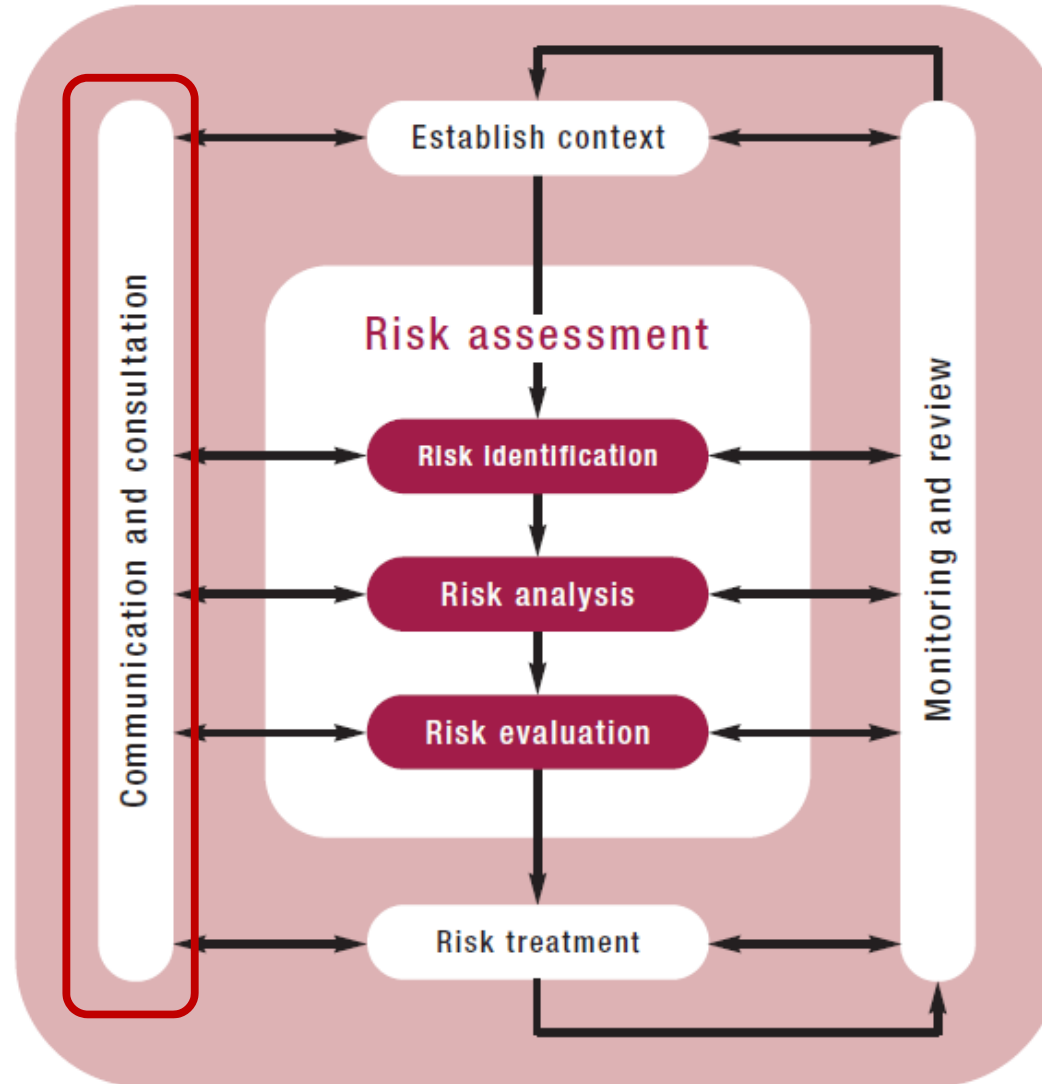 Establish context
Communication and consultation
Risk assessment
Risk identification
Risk analysis
Risk evaluation
Monitoring and review
Risk treatment